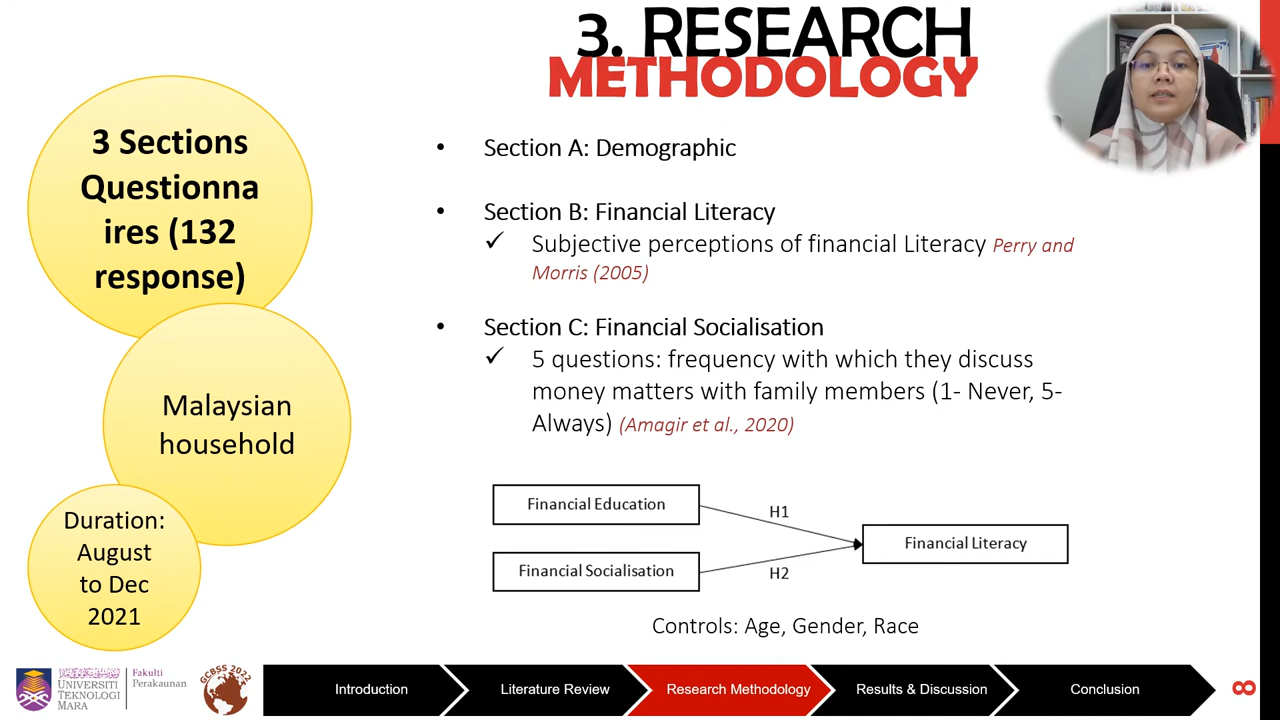 3. RESEARCH
METHODOLOGY
3 Sections
Questionna
ires (132
response)
Malaysian
household
Duration:
August
to Dec
2021
• Section A: Demographic
• Section B: Financial Literacy
✓ Subjective perceptions of financial Literacy Perry and
Morris (2005)
• Section C: Financial Socialisation
✓ 5 questions: frequency with which they discuss
money matters with family members (1- Never, 5-
Always) (Amagir et al., 2020)
Financial Education
H1
Financial Literacy
Financial Socialisation
H2
Controls: Age, Gender, Race
UNIVERSITI
TEKNOLOGI
MARA
Fakulti
Perakaunan
GCBSS 2022
Introduction
Literature Review
Research Methodology
Results & Discussion
Conclusion
8